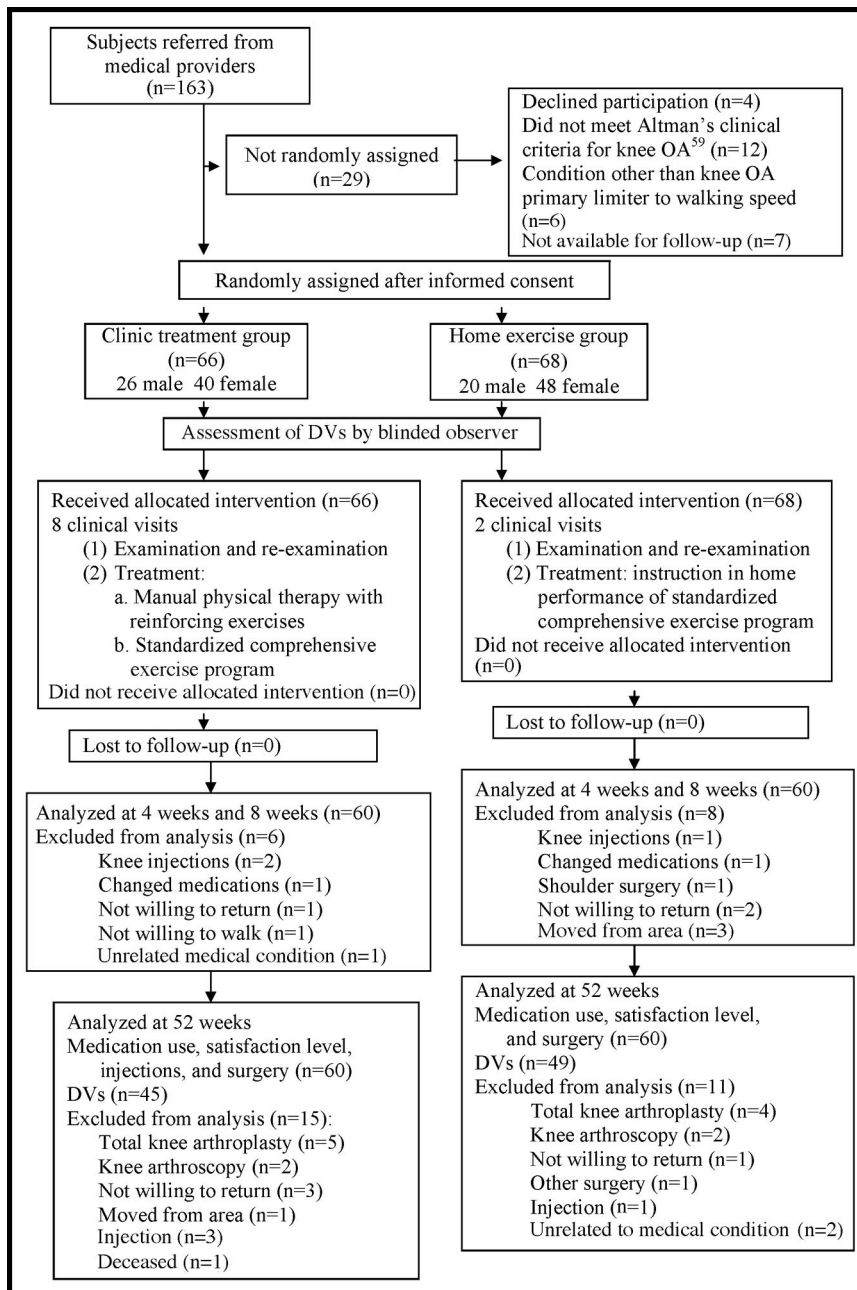 Subjects referred from
medical providers
(n=163)
Not randomly assigned
(n=29)
Declined participation (n=4)
Did not meet Altman's clinical
criteria for knee OA59 (n=12)
Condition other than knee OA
primary limiter to walking speed
(n=6)
Not available for follow-up (n=7)
Randomly assigned after informed consent
Clinic treatment group
(n=66)
26 male 40 female
Home exercise group
(n=68)
20 male 48 female
Assessment of DVs by blinded observer
Received allocated intervention (n=66)
8 clinical visits
(1) Examination and re-examination
(2) Treatment:
a. Manual physical therapy with
reinforcing exercises
b. Standardized comprehensive
exercise program
Did not receive allocated intervention (n=0)
Received allocated intervention (n=68)
2 clinical visits
(1) Examination and re-examination
(2) Treatment: instruction in home
performance of standardized
comprehensive exercise program
Did not receive allocated intervention
(n=0)
Lost to follow-up (n=0)
Lost to follow-up (n=0)
Analyzed at 4 weeks and 8 weeks (n=60)
Excluded from analysis (n=6)
Knee injections (n=2)
Changed medications (n=1)
Not willing to return (n=1)
Not willing to walk (n=1)
Unrelated medical condition (n=1)
Analyzed at 4 weeks and 8 weeks (n=60)
Excluded from analysis (n=8)
Knee injections (n=1)
Changed medications (n=1)
Shoulder surgery (n=1)
Not willing to return (n=2)
Moved from area (n=3)
Analyzed at 52 weeks
Medication use, satisfaction level,
injections, and surgery (n=60)
DVs (n=45)
Excluded from analysis (n=15):
Total knee arthroplasty (n=5)
Knee arthroscopy (n=2)
Not willing to return (n=3)
Moved from area (n=1)
Injection (n=3)
Deceased (n=1)
Analyzed at 52 weeks
Medication use, satisfaction level,
and surgery (n=60)
DVs (n=49)
Excluded from analysis (n=11)
Total knee arthroplasty (n=4)
Knee arthroscopy (n=2)
Not willing to return (n=1)
Other surgery (n=1)
Injection (n=1)
Unrelated to medical condition (n=2)